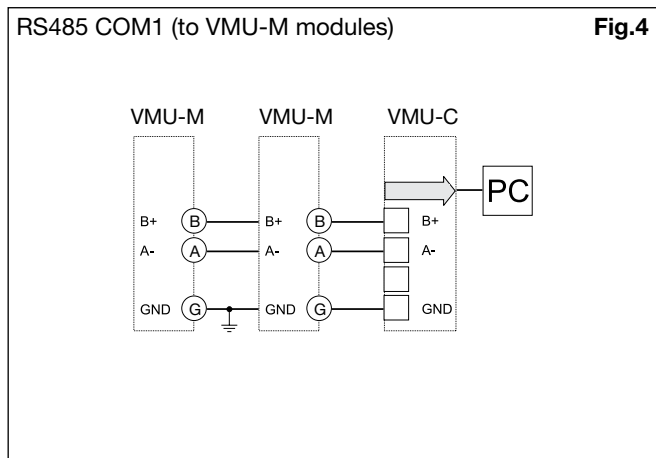 RS485 COM1 (to VMU-M modules) Fig.4
VMU-M VMU-M VMU-C
PC
B+ B B+ B B+
A- A A- A A-
GND G GND G GND